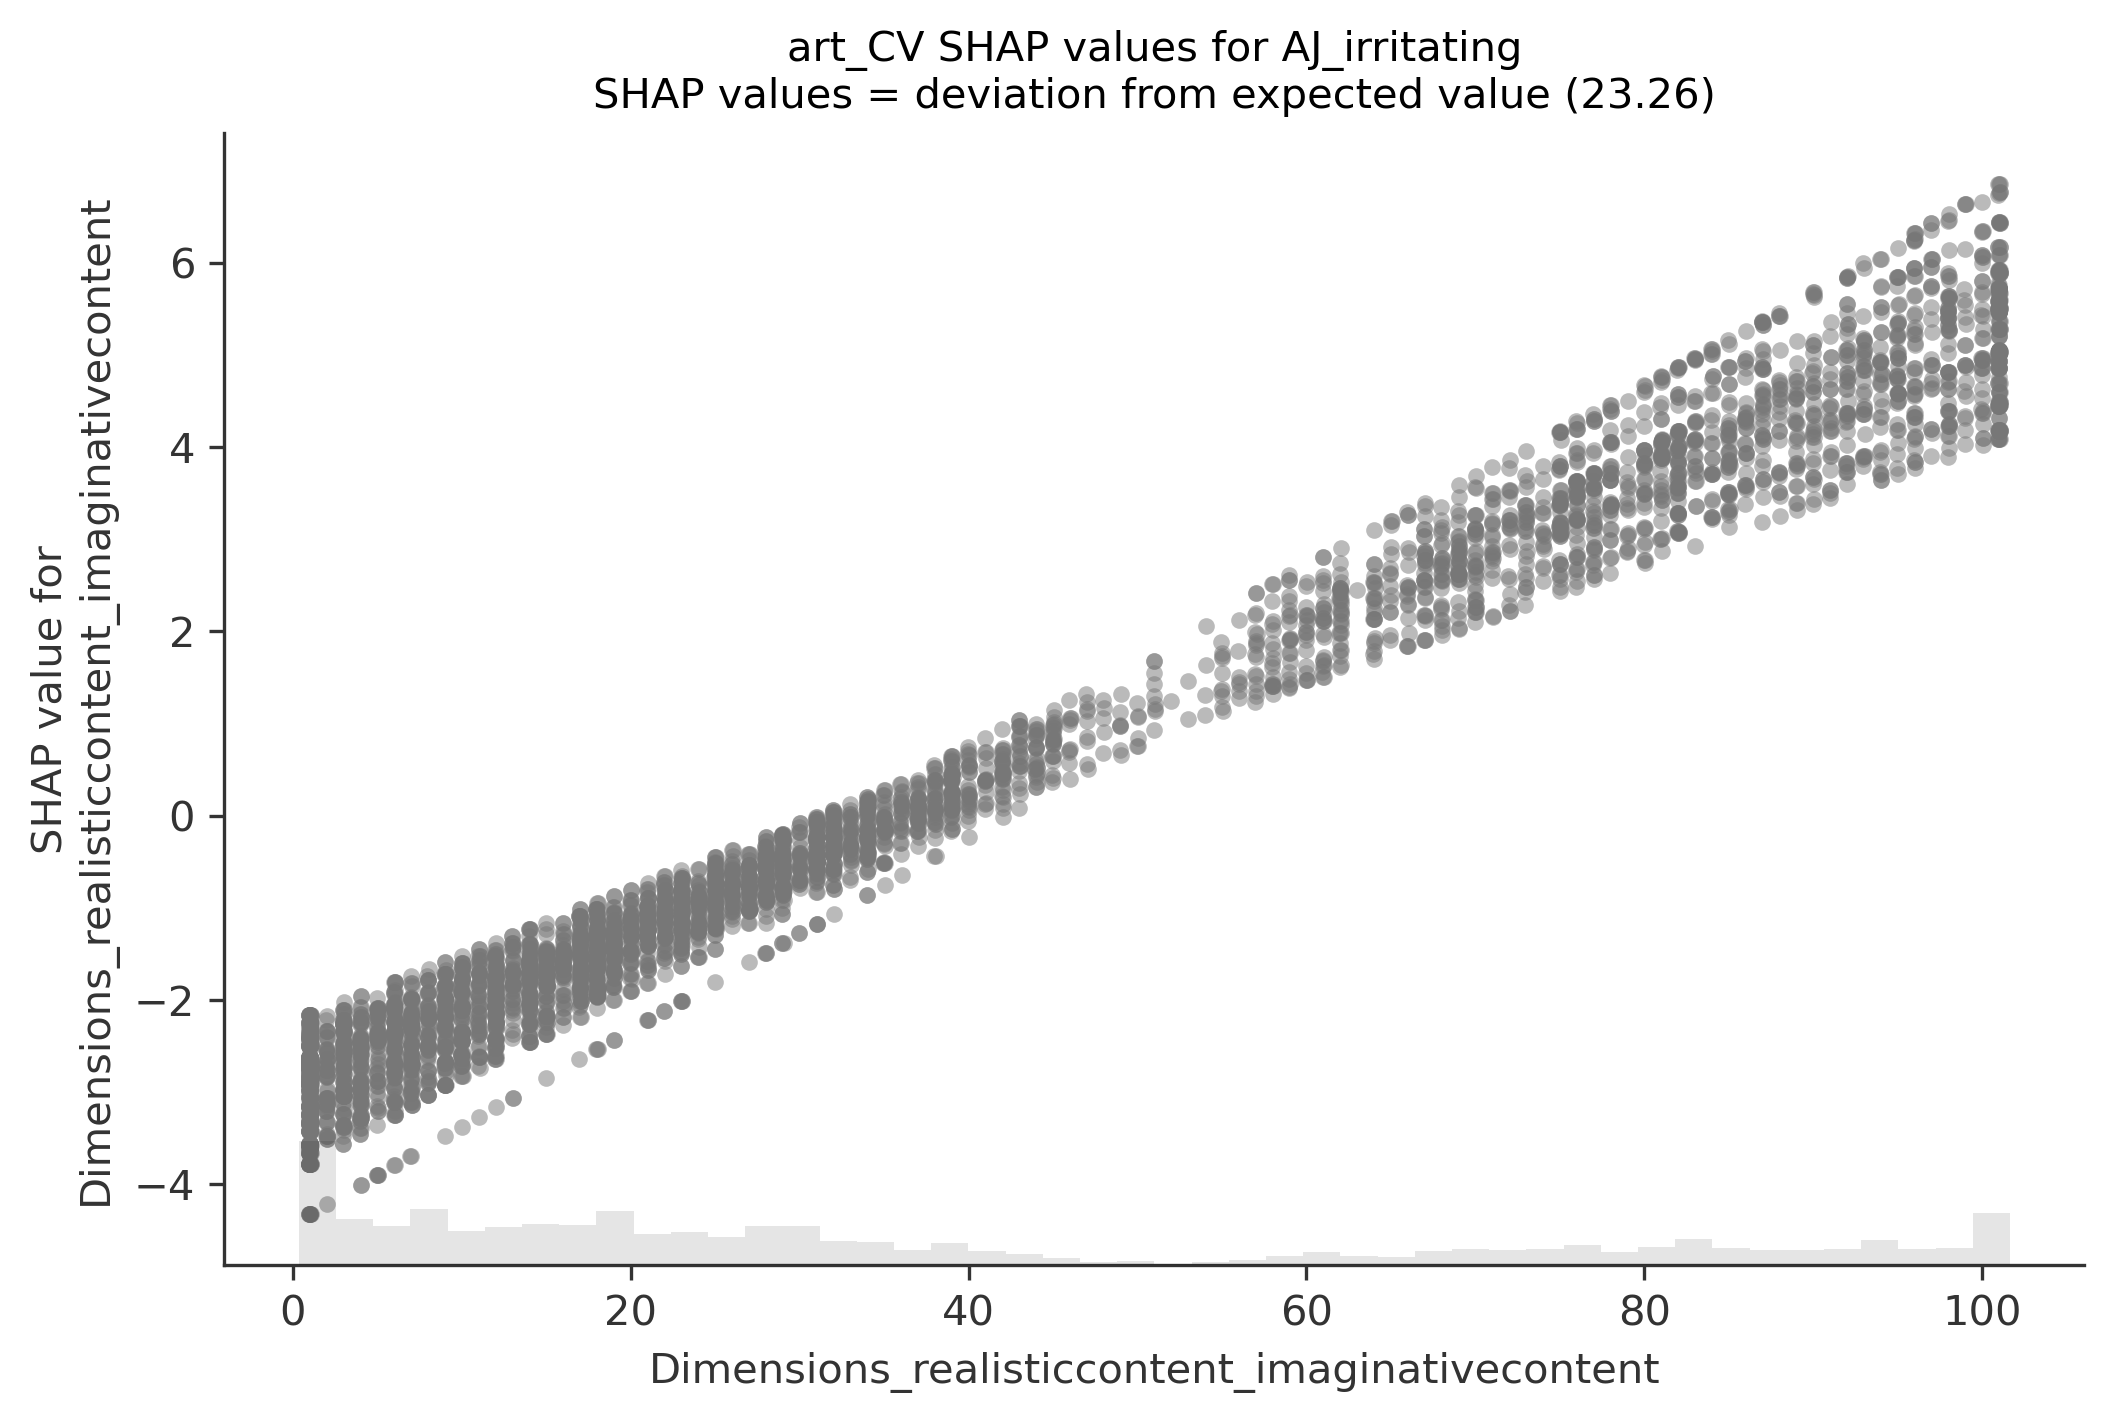 art_CV SHAP values for AJ_irritating
SHAP values = deviation from expected value (23.26)
SHAP value for
Dimensions_realisticcontent_imaginativecontent
6
4
2
0
−2
−4
0
20
40
60
80
100
Dimensions_realisticcontent_imaginativecontent